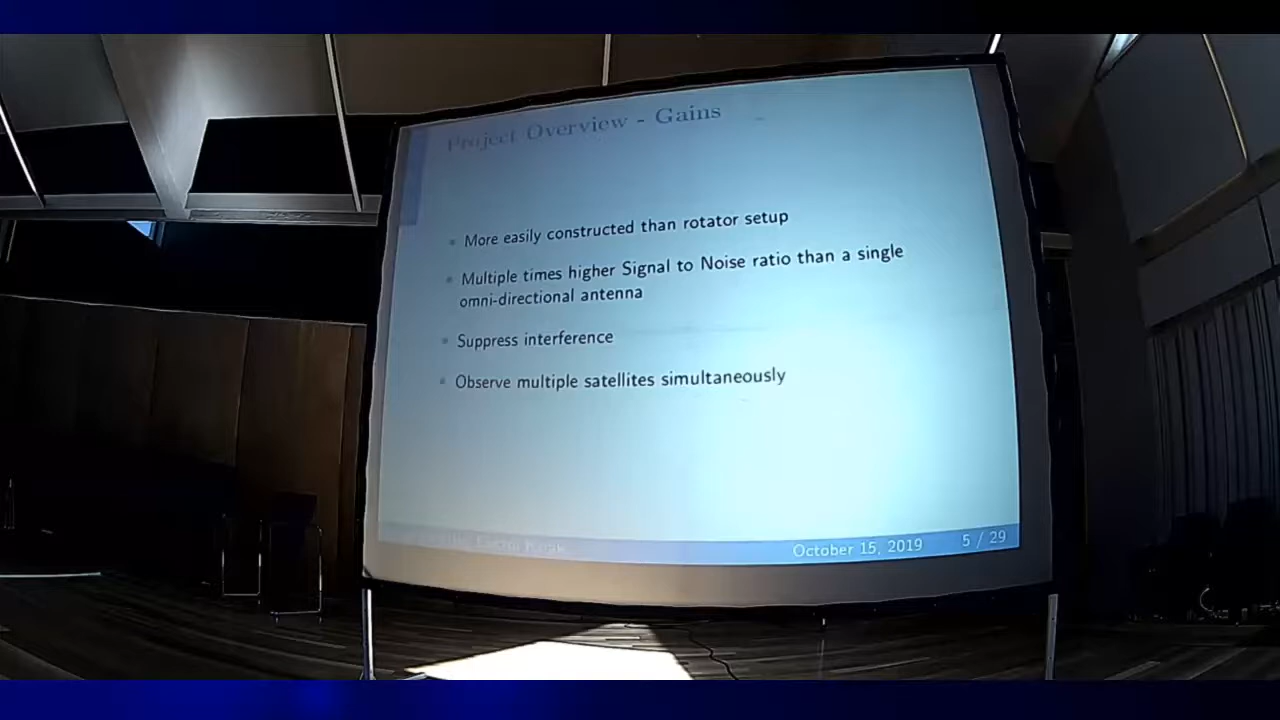 Project Overview - Gains
More easily constructed than rotator setup
Multiple times higher Signal to Noise ratio than a single
omni-directional antenna
Suppress interference
Observe multiple satellites simultaneously
October 15, 2019 5 / 29